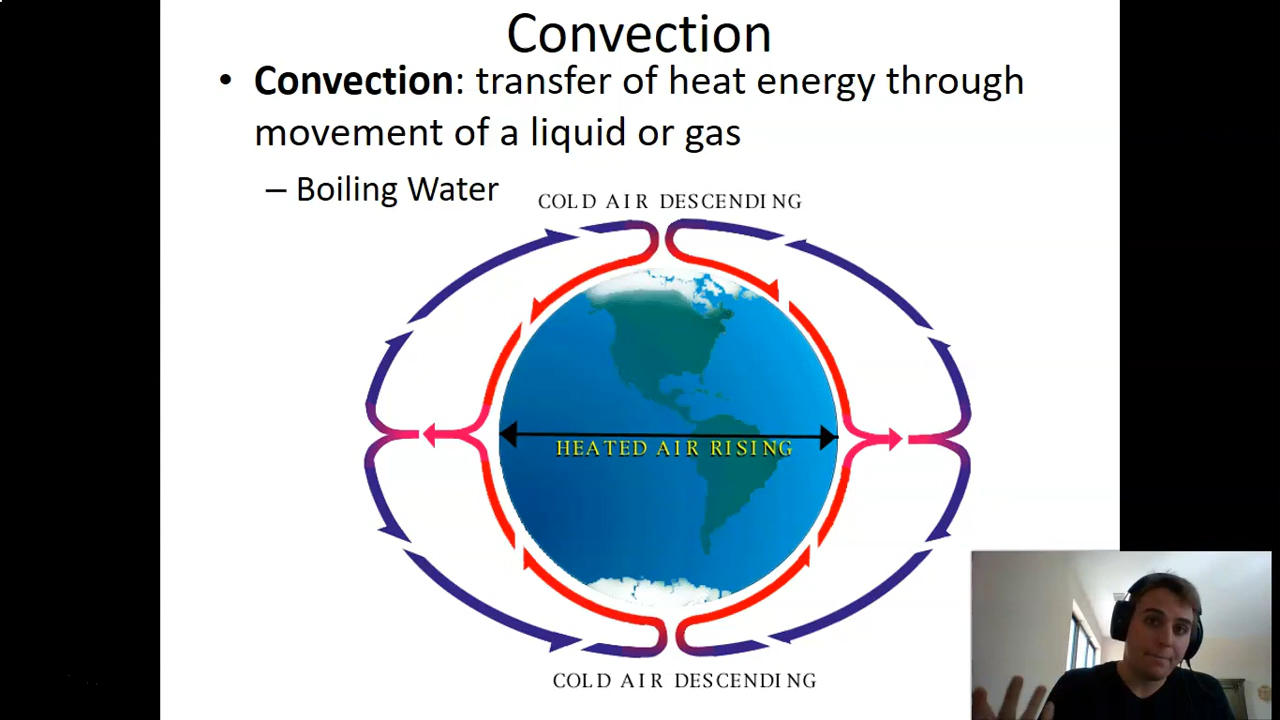 Convection
• Convection: transfer of heat energy through
movement of a liquid or gas
– Boiling Water
COLD AIR DESCENDING
HEATED AIR RISING
COLD AIR DESCENDING